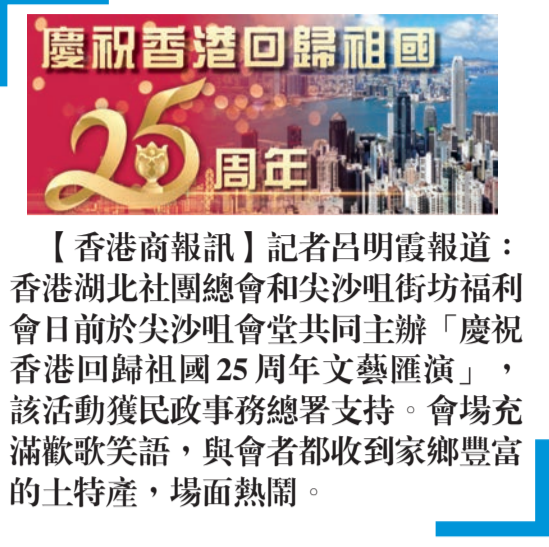 慶祝香港回歸祖國
25周年
【香港商報訊】記者呂明霞報道：
香港湖北社團總會和尖沙咀街坊福利
會日前於尖沙咀會堂共同主辦「慶祝
香港回歸祖國25周年文藝匯演」，
該活動獲民政事務總署支持。會場充
滿歡歌笑語，與會者都收到家鄉豐富
的土特產，場面熱鬧。